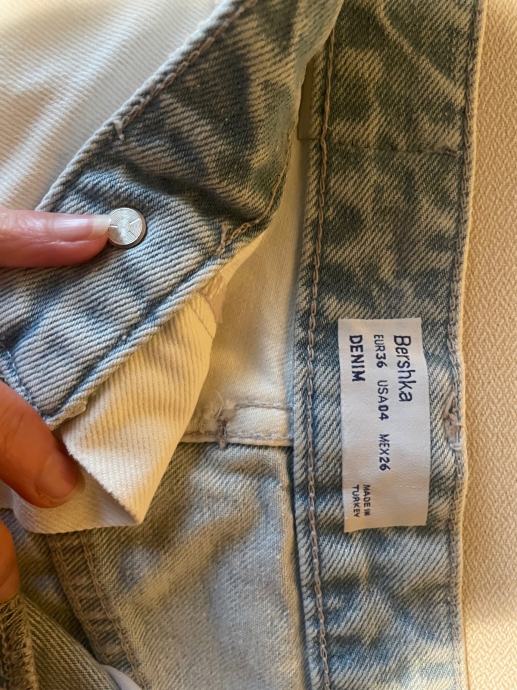 Bershka
EUR36 USA04 MEX26
DENIM
MADE IN
TURKEY